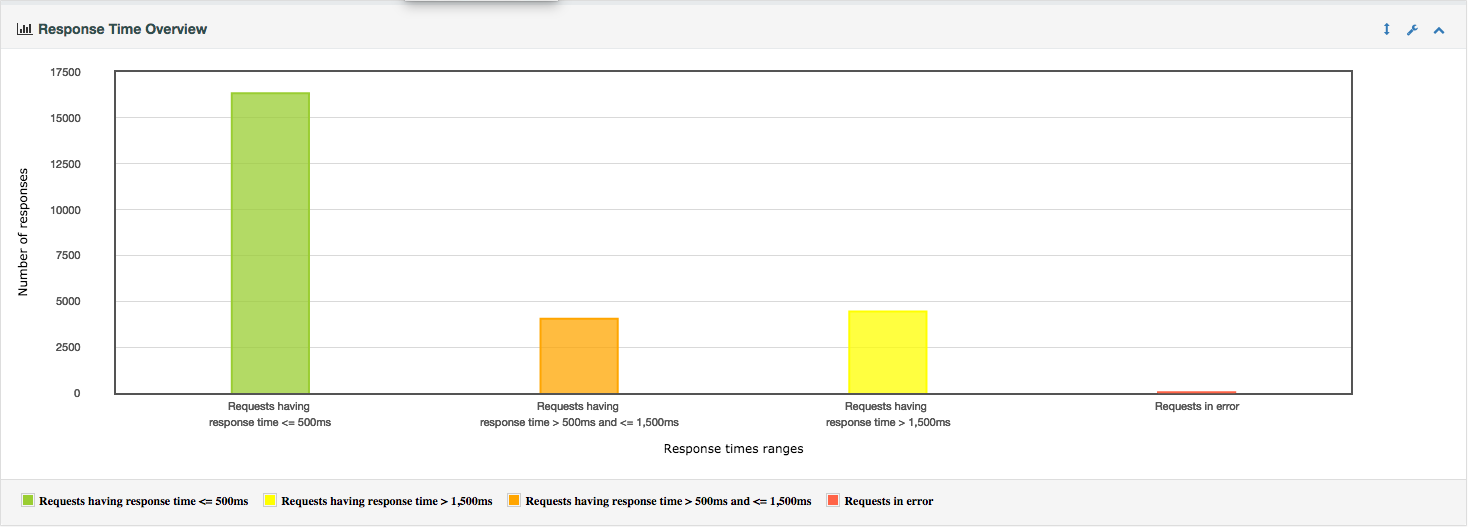 Response Time Overview
17500
15000
12500
10000
7500
5000
2500
0
Number of responses
Requests having
response time <= 500ms
Requests having
response time > 500ms and <= 1,500ms
Requests having
response time > 1,500ms
Requests in error
Response times ranges
Requests having response time <= 500ms Requests having response time > 1,500ms Requests having response time > 500ms and <= 1,500ms Requests in error